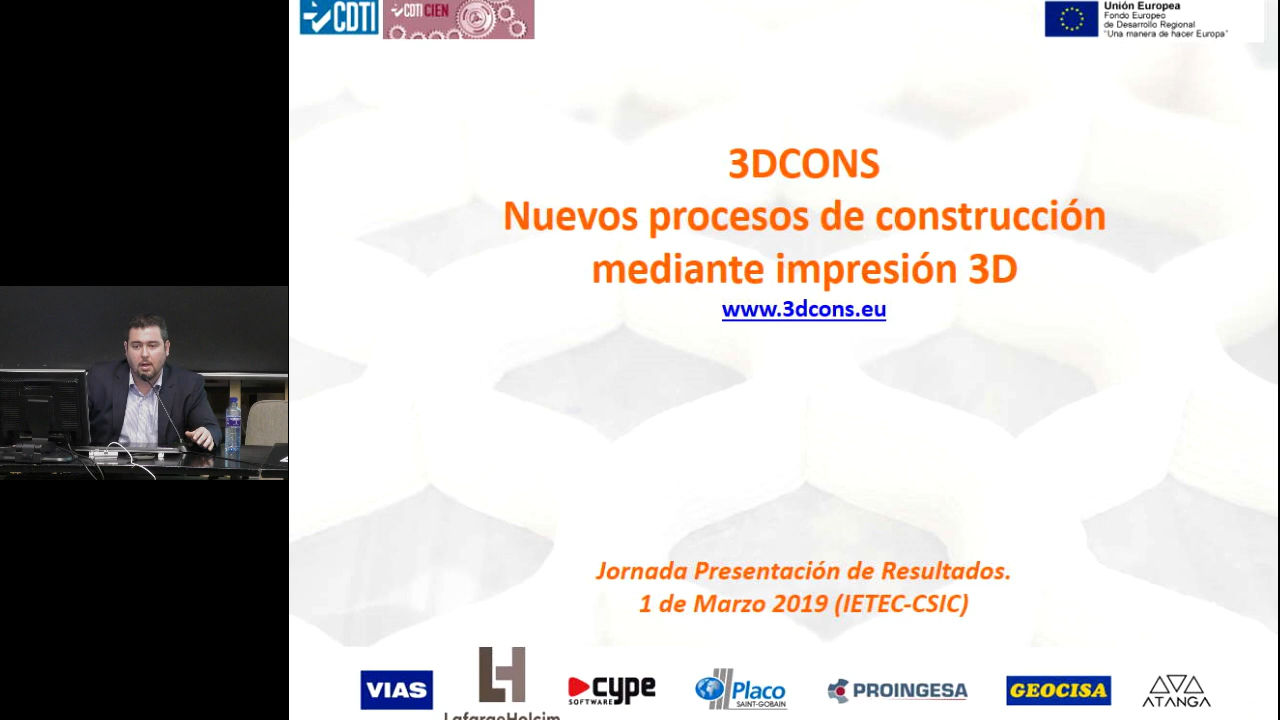 CDTI
CDTI CIEN
Unión Europea
Fondo Europeo
de Desarrollo Regional
"Una manera de hacer Europa"
3DCONS
Nuevos procesos de construcción
mediante impresión 3D
www.3dcons.eu
Jornada Presentación de Resultados.
1 de Marzo 2019 (IETEC-CSIC)
VIAS
LafargeHolcim
cype
SOFTWARE
Placo
SAINT-GOBAIN
PROINGESA
GEOCISA
ATANGA